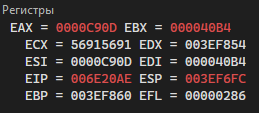 Регистры
EAX = 0000C90D EBX = 000040B4
ECX = 56915691 EDX = 003EF854
ESI = 0000C90D EDI = 000040B4
EIP = 006E20AE ESP = 003EF6FC
EBP = 003EF860 EFL = 00000286